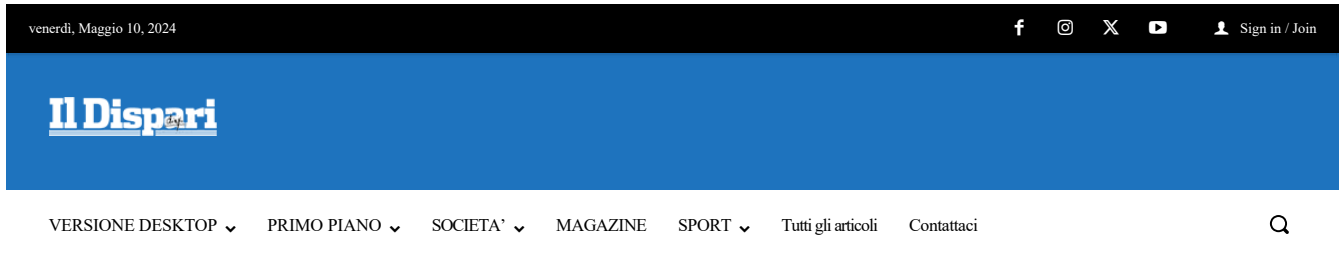 venerdì, Maggio 10, 2024 Sign in / Join
Il Dispari
VERSIONE DESKTOP PRIMO PIANO SOCIETA’ MAGAZINE SPORT Tutti gli articoli Contattaci